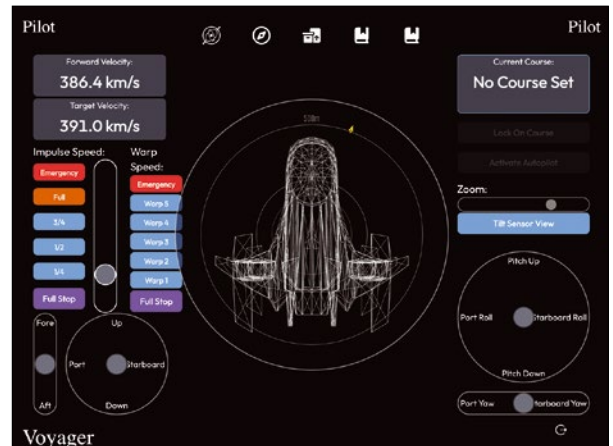 Pilot
Pilot
Forward Velocity:
386.4 km/s
Target Velocity:
391.0 km/s
Impulse Speed:
Emergency
Full
3/4
1/2
1/4
Full Stop
Warp
Speed:
Emergency
Warp 5
Warp 4
Warp 3
Warp 2
Warp 1
Full Stop
Fore
Aft
Up
Port
Starboard
Down
Current Course:
No Course Set
Lock On Course
Activate Autopilot
Zoom:
Tilt Sensor View
Pitch Up
Port Roll
Starboard Roll
Pitch Down
Port Yaw
Starboard Yaw
Voyager